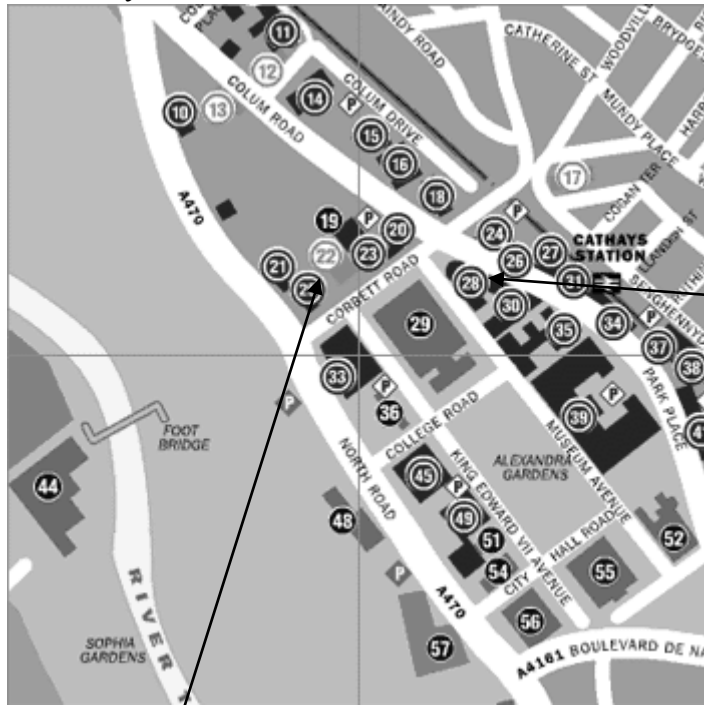 11
12
CATHERINE ST
WOODVILLE
MUNDY PLACE
10
13
14
P
COLUM DRIVE
COLUM ROAD
15
16
17
18
A470
19
P
20
P
24
22
23
21
26
27
CATHAYS
STATION
31
28
30
CORBETT ROAD
29
35
34
P
37
38
PARK PLACE
33
P
36
P
COLLEGE ROAD
39
P
FOOT
BRIDGE
44
NORTH ROAD
45
P
KING EDWARD VII AVENUE
ALEXANDRA
GARDENS
MUSEUM AVENUE
48
49
51
52
54
CITY HALL ROAD
55
P
A470
56
57
RIVER
SOPHIA
GARDENS
A4161 BOULEVARD DE NA